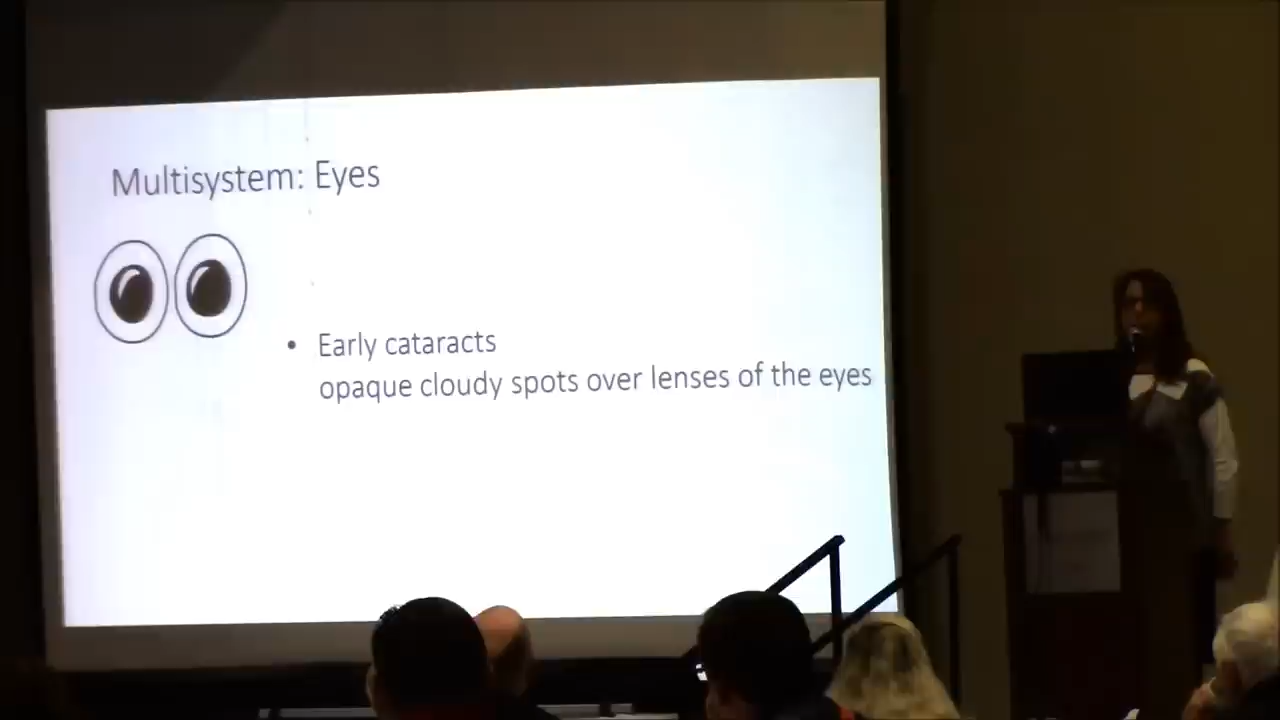 Multisystem: Eyes
• Early cataracts
opaque cloudy spots over lenses of the eyes